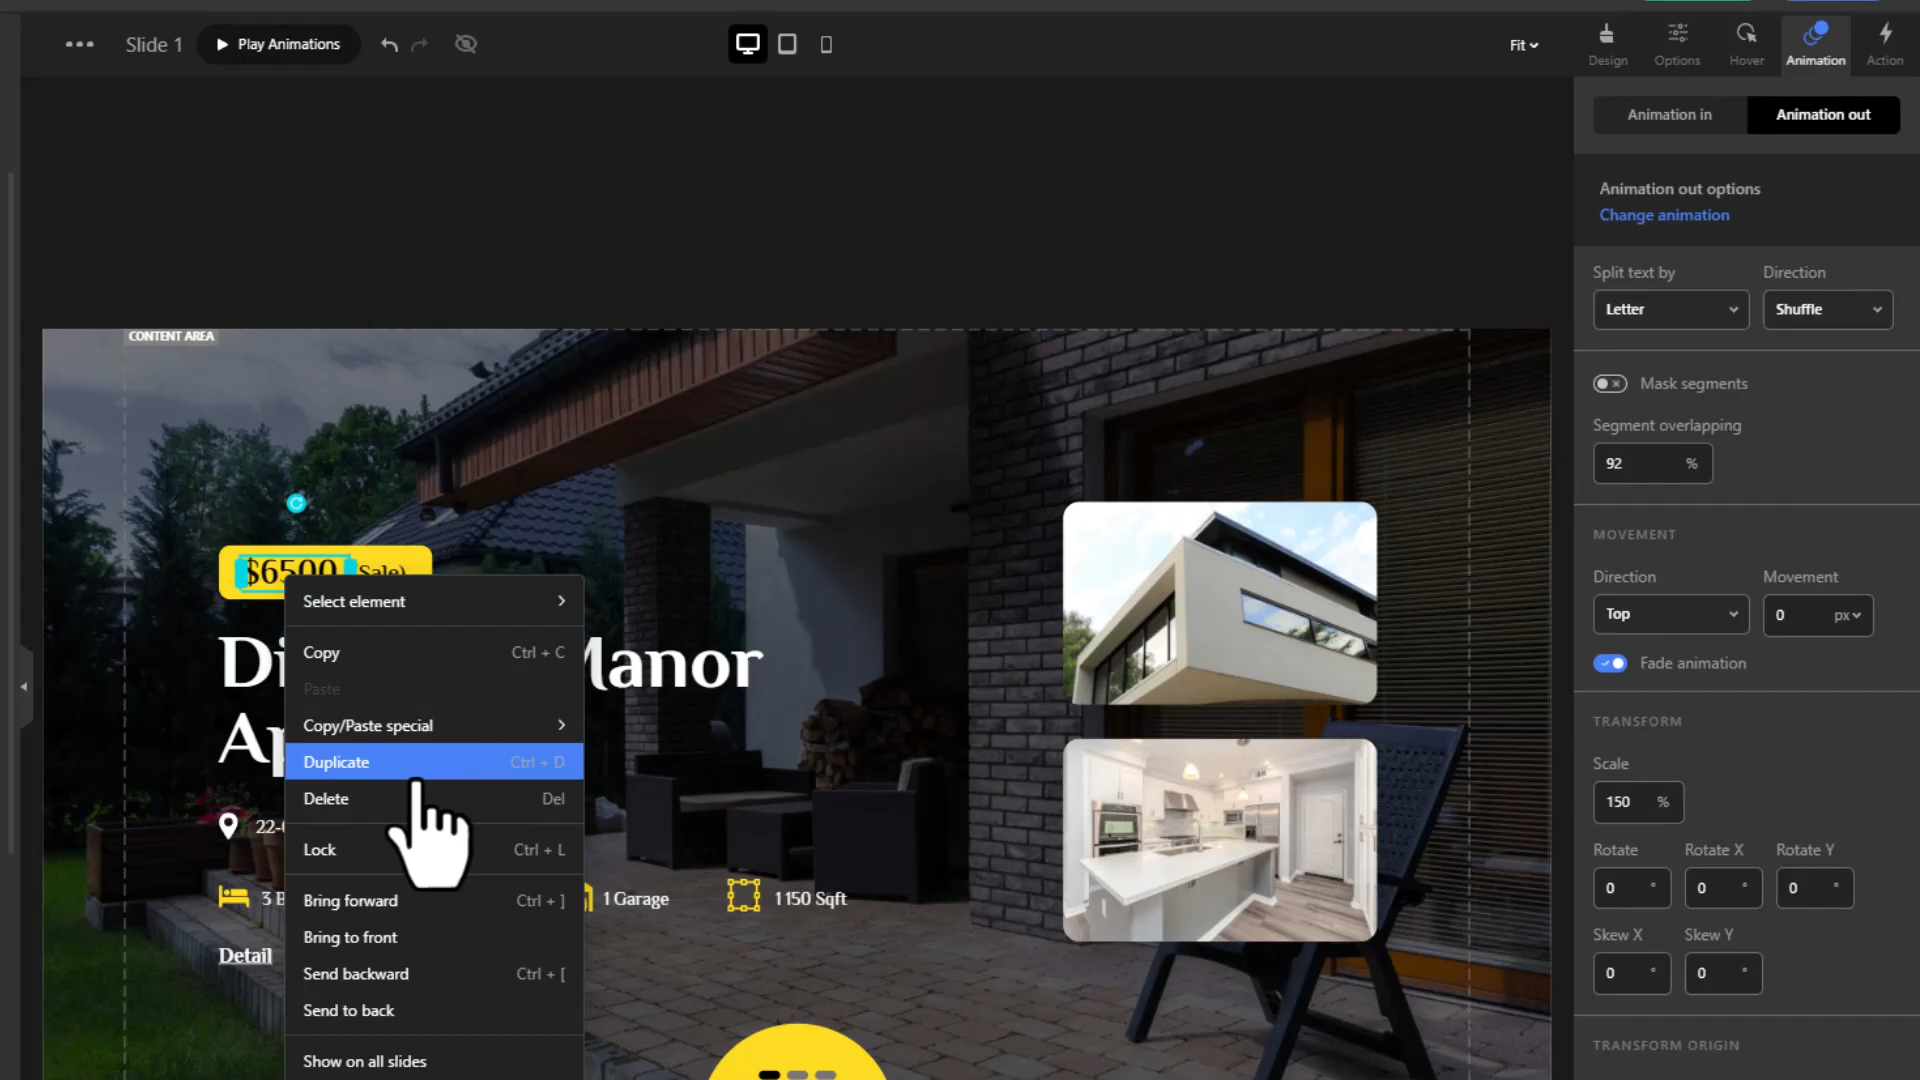 Slide 1
Play Animations
Fit
Design
Options
Hover
Animation
Action
Animation in
Animation out
Animation out options
Change animation
Split text by
Direction
Letter
Shuffle
Mask segments
Segment overlapping
92 %
MOVEMENT
Direction
Movement
Top
0 px
Fade animation
TRANSFORM
Scale
150 %
Rotate
Rotate X
Rotate Y
0 °
0 °
0 °
Skew X
Skew Y
0 °
0 °
TRANSFORM ORIGIN
CONTENT AREA
$6500 Sale)
Di
Manor
Ap
22-
3 B
1 Garage
1150 Sqft
Detail
Select element
Copy Ctrl + C
Paste
Copy/Paste special
Duplicate Ctrl + D
Delete Del
Lock Ctrl + L
Bring forward Ctrl + ]
Bring to front
Send backward Ctrl + [
Send to back
Show on all slides